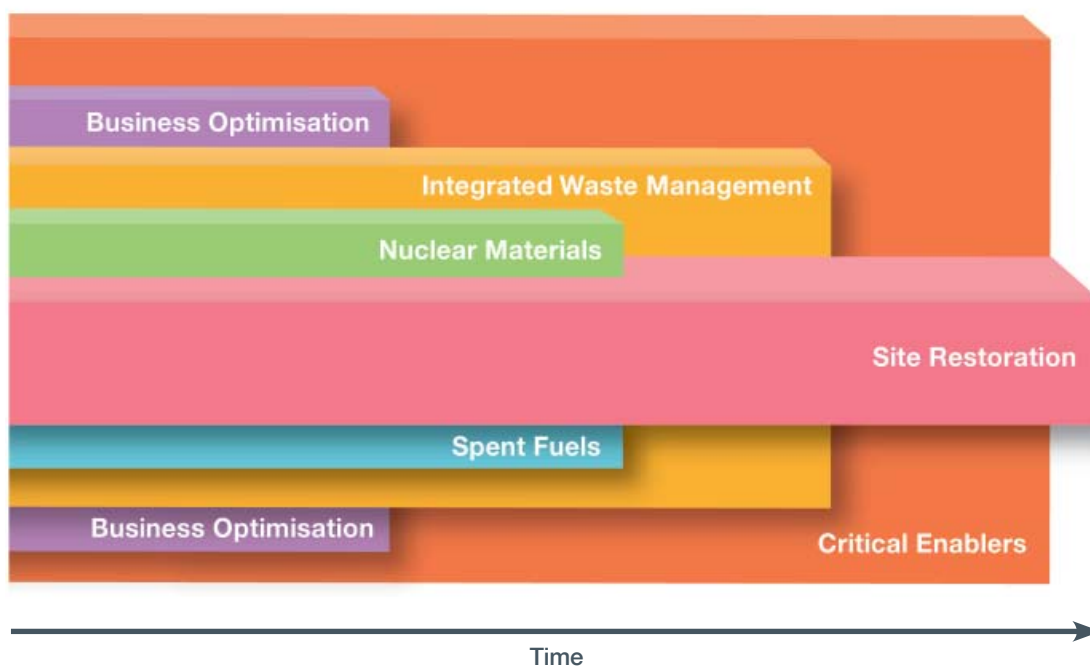 Business Optimisation
Integrated Waste Management
Nuclear Materials
Site Restoration
Spent Fuels
Business Optimisation
Critical Enablers
Time